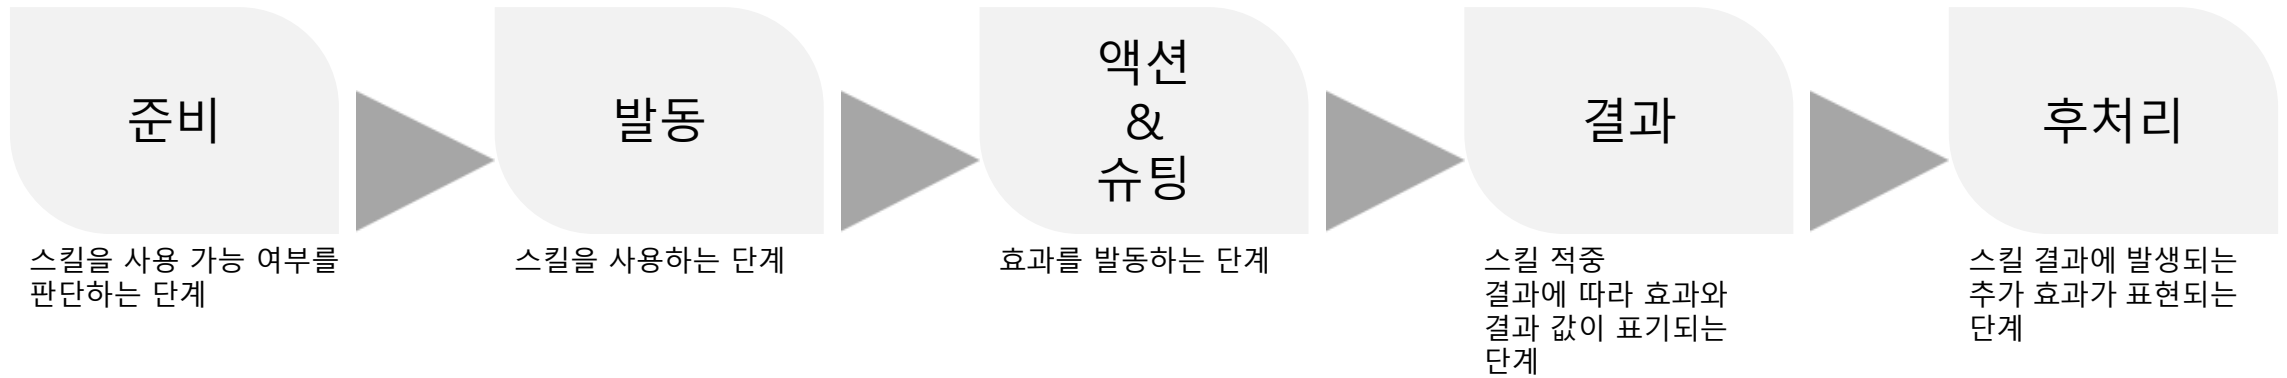 준비
스킬을 사용 가능 여부를
판단하는 단계
발동
스킬을 사용하는 단계
액션
&
슈팅
효과를 발동하는 단계
결과
스킬 적중
결과에 따라 효과와
결과 값이 표기되는
단계
후처리
스킬 결과에 발생되는
추가 효과가 표현되는
단계